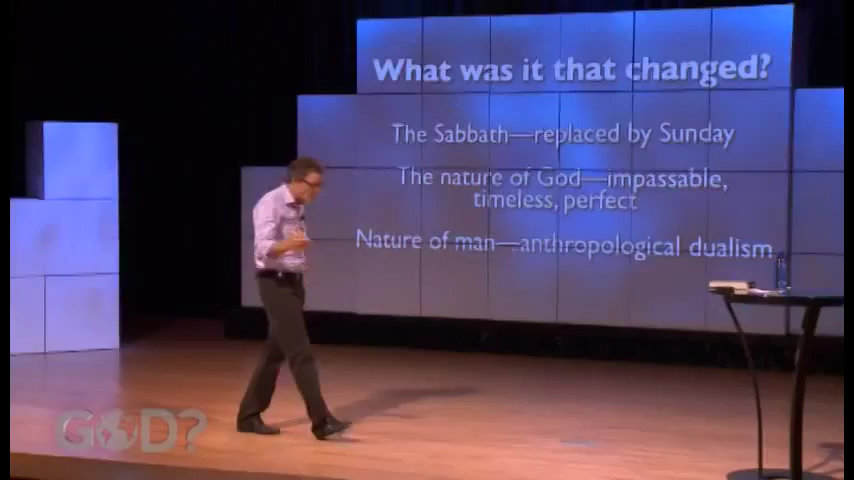 What was it that changed?
The Sabbath—replaced by Sunday
The nature of God—impassable,
timeless, perfect
Nature of man—anthropological dualism
GOD?